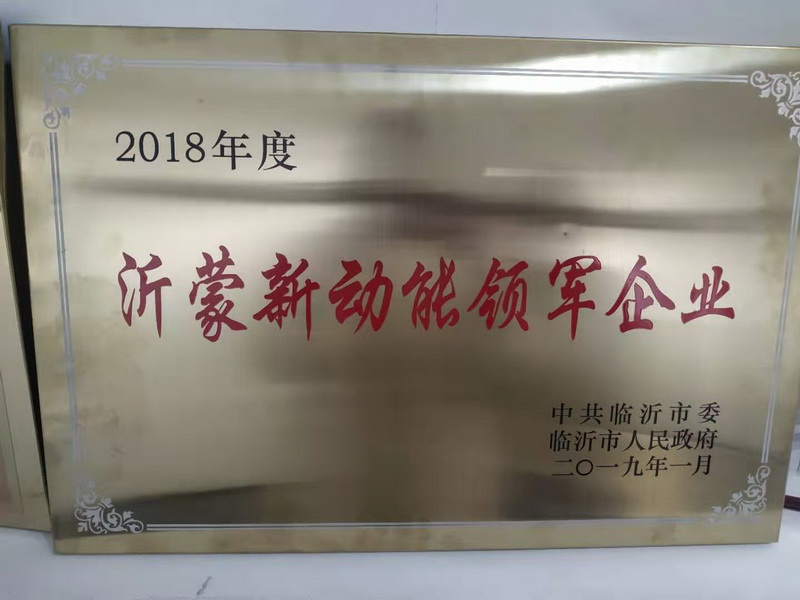 2018年度
沂蒙新动能领军企业
中共临沂市委
临沂市人民政府
二〇一九年一月